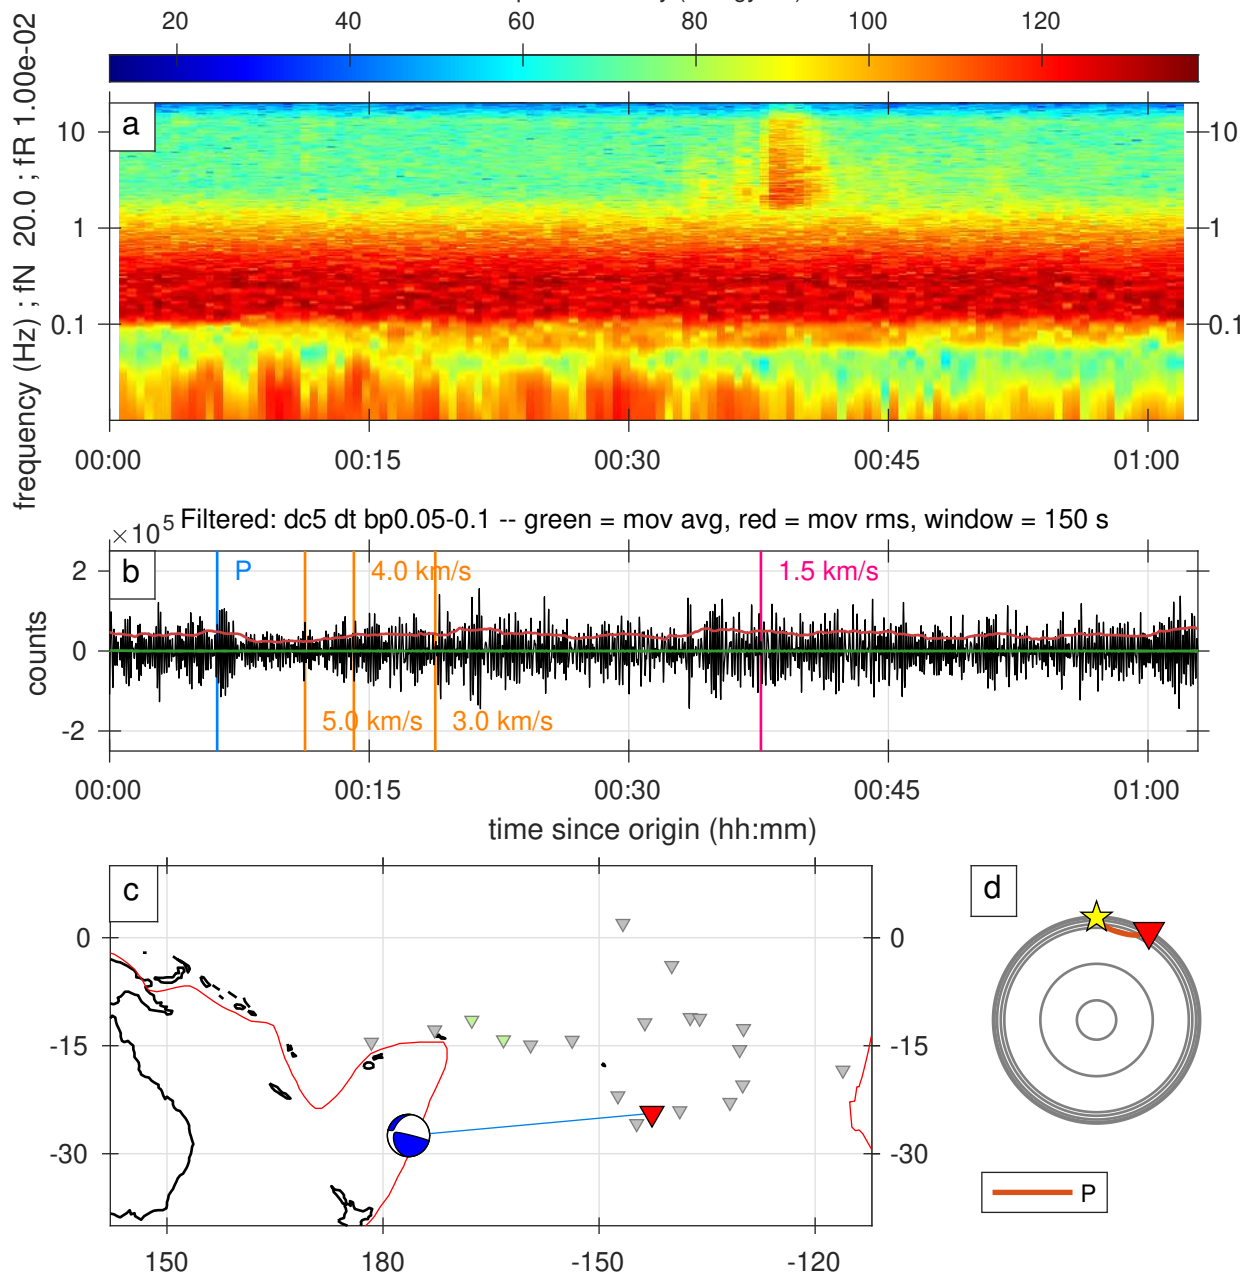 20 40 60 80 100 120
frequency (Hz) ; fN 20.0 ; fR 1.00e-02
a
10 10
1 1
0.1 0.1
00:00 00:15 00:30 00:45 01:00
×10^5 Filtered: dc5 dt bp0.05-0.1 -- green = mov avg, red = mov rms, window = 150 s
b
counts
2
0
-2
P 4.0 km/s 1.5 km/s
5.0 km/s 3.0 km/s
00:00 00:15 00:30 00:45 01:00
time since origin (hh:mm)
c
0 0
-15 -15
-30 -30
150 180 -150 -120
d
P